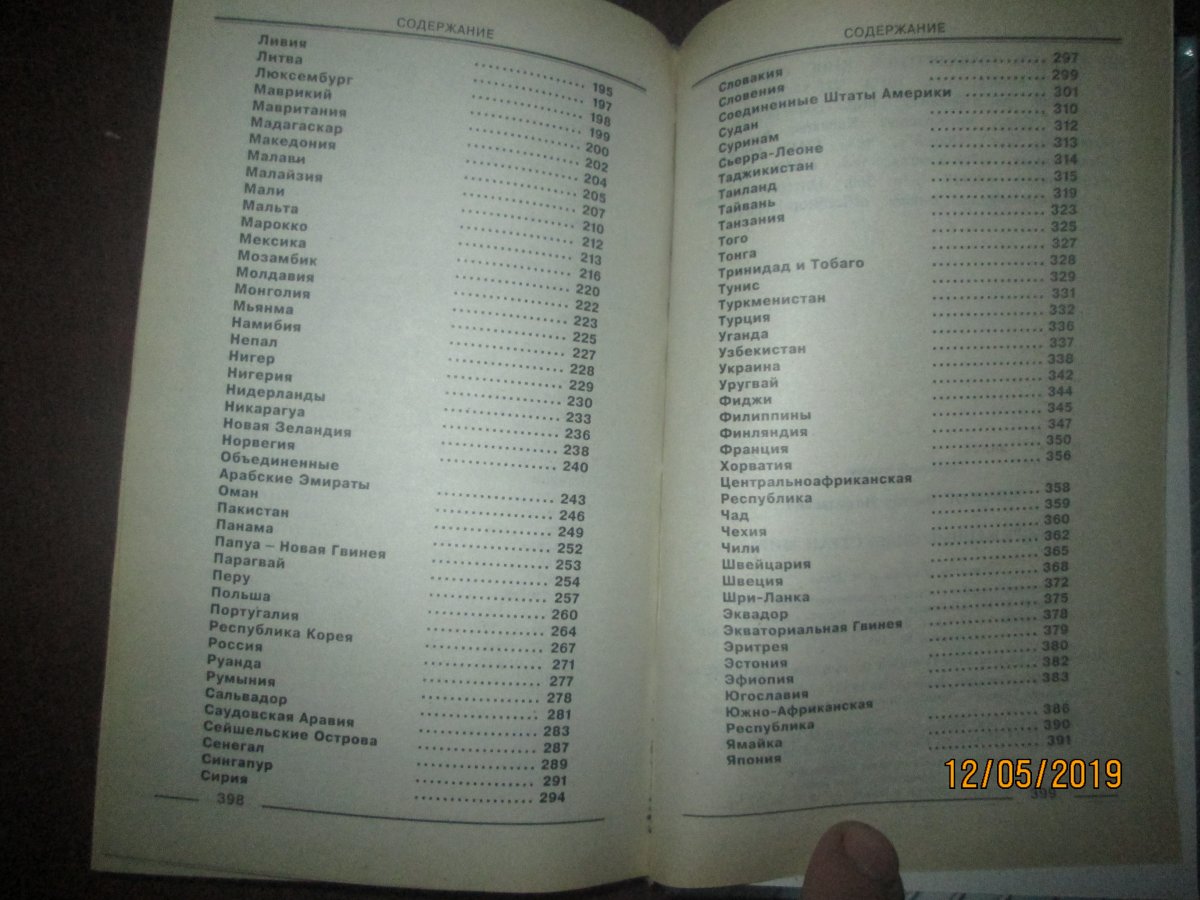 СОДЕРЖАНИЕ
Ливия ............ 195
Литва ............ 197
Люксембург ............ 198
Маврикий ............ 199
Мавритания ............ 200
Мадагаскар ............ 202
Македония ............ 204
Малави ............ 205
Малайзия ............ 207
Мали ............ 210
Мальта ............ 212
Марокко ............ 213
Мексика ............ 216
Мозамбик ............ 220
Молдавия ............ 222
Монголия ............ 223
Мьянма ............ 225
Намибия ............ 227
Непал ............ 228
Нигер ............ 229
Нигерия ............ 230
Нидерланды ............ 233
Никарагуа ............ 236
Новая Зеландия ............ 238
Норвегия ............ 240
Объединенные
Арабские Эмираты ............ 243
Оман ............ 246
Пакистан ............ 249
Панама ............ 252
Папуа – Новая Гвинея ............ 253
Парагвай ............ 254
Перу ............ 257
Польша ............ 260
Португалия ............ 264
Республика Корея ............ 267
Россия ............ 271
Руанда ............ 277
Румыния ............ 278
Сальвадор ............ 281
Саудовская Аравия ............ 283
Сейшельские Острова ............ 287
Сенегал ............ 289
Сингапур ............ 291
Сирия ............ 294
398
СОДЕРЖАНИЕ
Словакия ............ 297
Словения ............ 299
Соединенные Штаты Америки ............ 301
Судан ............ 310
Суринам ............ 312
Сьерра-Леоне ............ 313
Таджикистан ............ 314
Таиланд ............ 315
Тайвань ............ 319
Танзания ............ 323
Того ............ 325
Тонга ............ 327
Тринидад и Тобаго ............ 328
Тунис ............ 329
Туркменистан ............ 331
Турция ............ 332
Уганда ............ 336
Узбекистан ............ 337
Украина ............ 338
Уругвай ............ 342
Фиджи ............ 344
Филиппины ............ 345
Финляндия ............ 347
Франция ............ 350
Хорватия ............ 356
Центральноафриканская
Республика ............ 358
Чад ............ 359
Чехия ............ 360
Чили ............ 362
Швейцария ............ 365
Швеция ............ 368
Шри-Ланка ............ 372
Эквадор ............ 375
Экваториальная Гвинея ............ 378
Эритрея ............ 379
Эстония ............ 380
Эфиопия ............ 382
Югославия ............ 383
Южно-Африканская
Республика ............ 386
Ямайка ............ 390
Япония ............ 391
399
12/05/2019